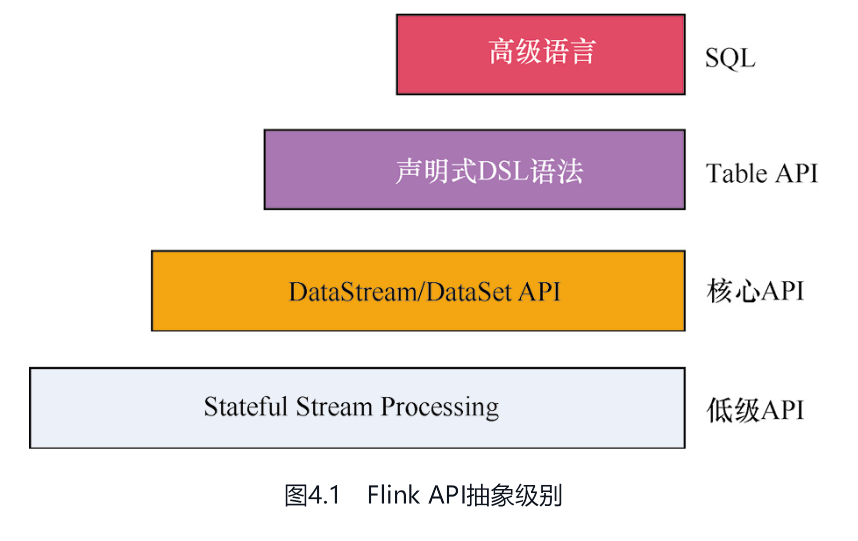 高级语言 SQL
声明式DSL语法 Table API
DataStream/DataSet API 核心API
Stateful Stream Processing 低级API
图4.1 Flink API抽象级别